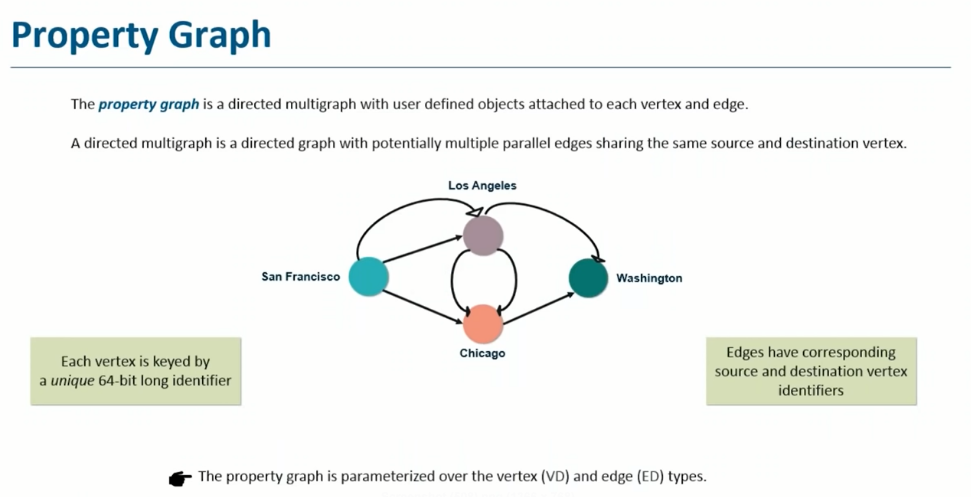 Property Graph
The property graph is a directed multigraph with user defined objects attached to each vertex and edge.
A directed multigraph is a directed graph with potentially multiple parallel edges sharing the same source and destination vertex.
Los Angeles
San Francisco
Washington
Chicago
Each vertex is keyed by
a unique 64-bit long identifier
Edges have corresponding
source and destination vertex
identifiers
The property graph is parameterized over the vertex (VD) and edge (ED) types.